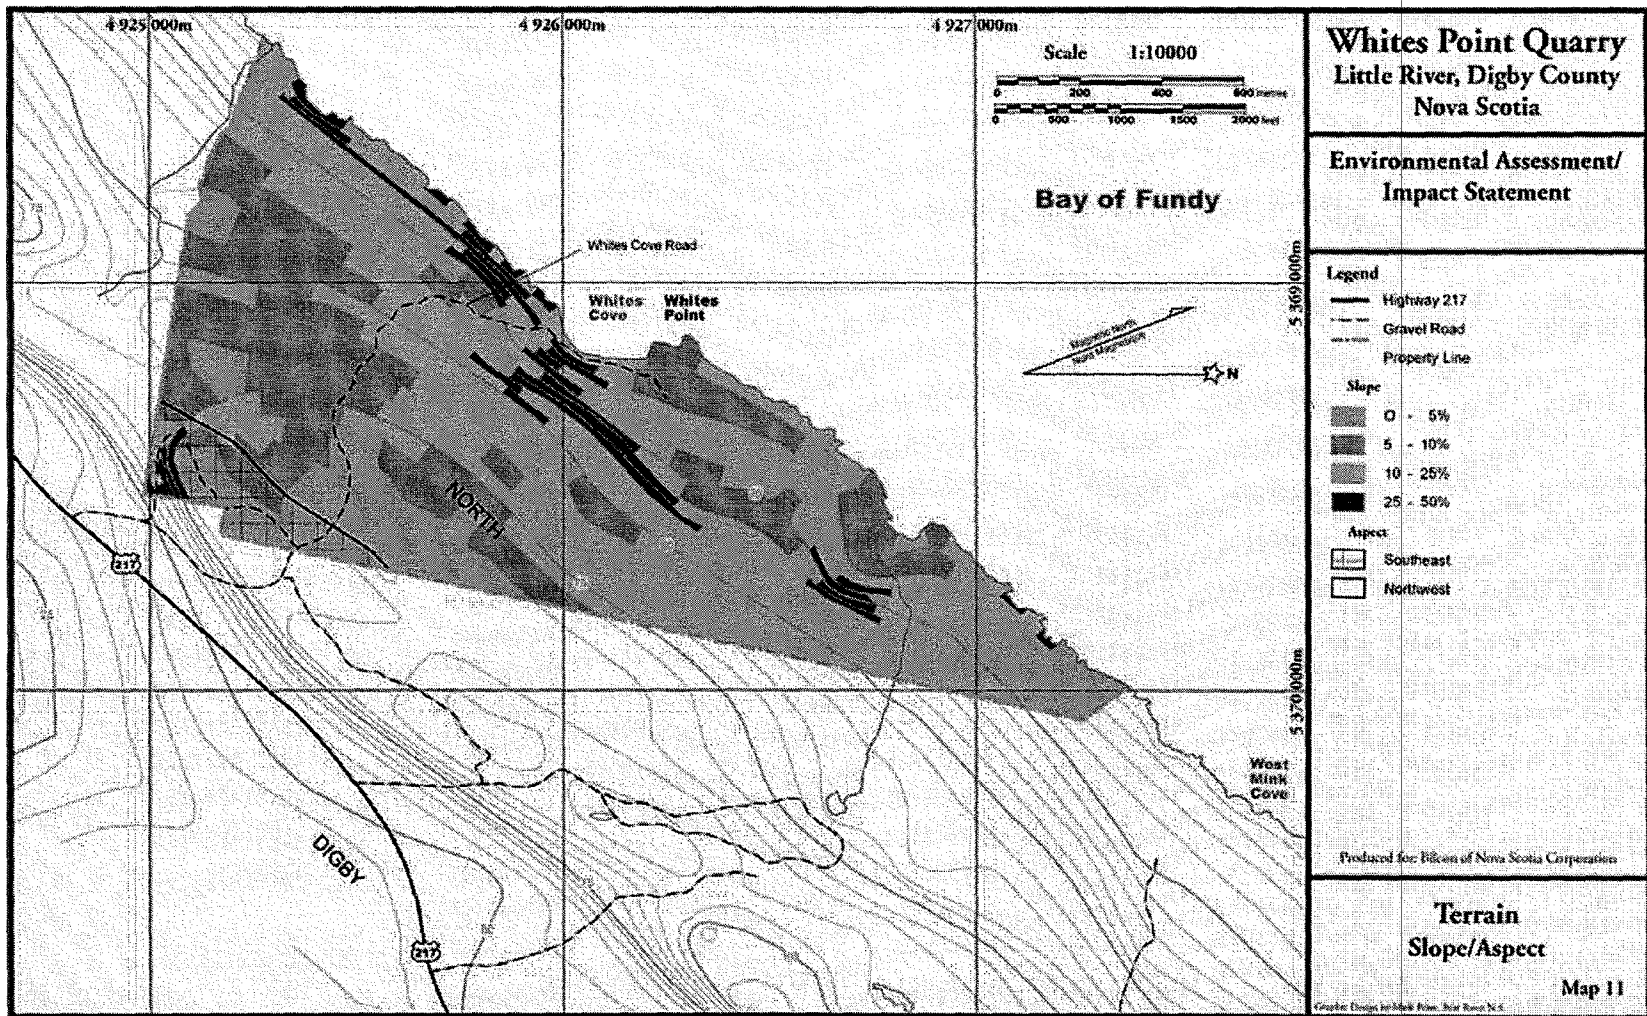 4 925 000m
4 926 000m
4 927 000m
Scale 1:10000
0 200 400 600 metres
0 500 1000 1500 2000 feet
Bay of Fundy
Whites Cove Road
Whites Cove
Whites Point
5 369 000m
Magnetic North
Nord Magnetique
N
NORTH
217
5 370 000m
West
Mink
Cove
DIGBY
217
Whites Point Quarry
Little River, Digby County
Nova Scotia
Environmental Assessment/
Impact Statement
Legend
Highway 217
Gravel Road
Property Line
Slope
0 - 5%
5 - 10%
10 - 25%
25 - 50%
Aspect
Southeast
Northwest
Produced for: Bilcon of Nova Scotia Corporation
Terrain
Slope/Aspect
Map 11